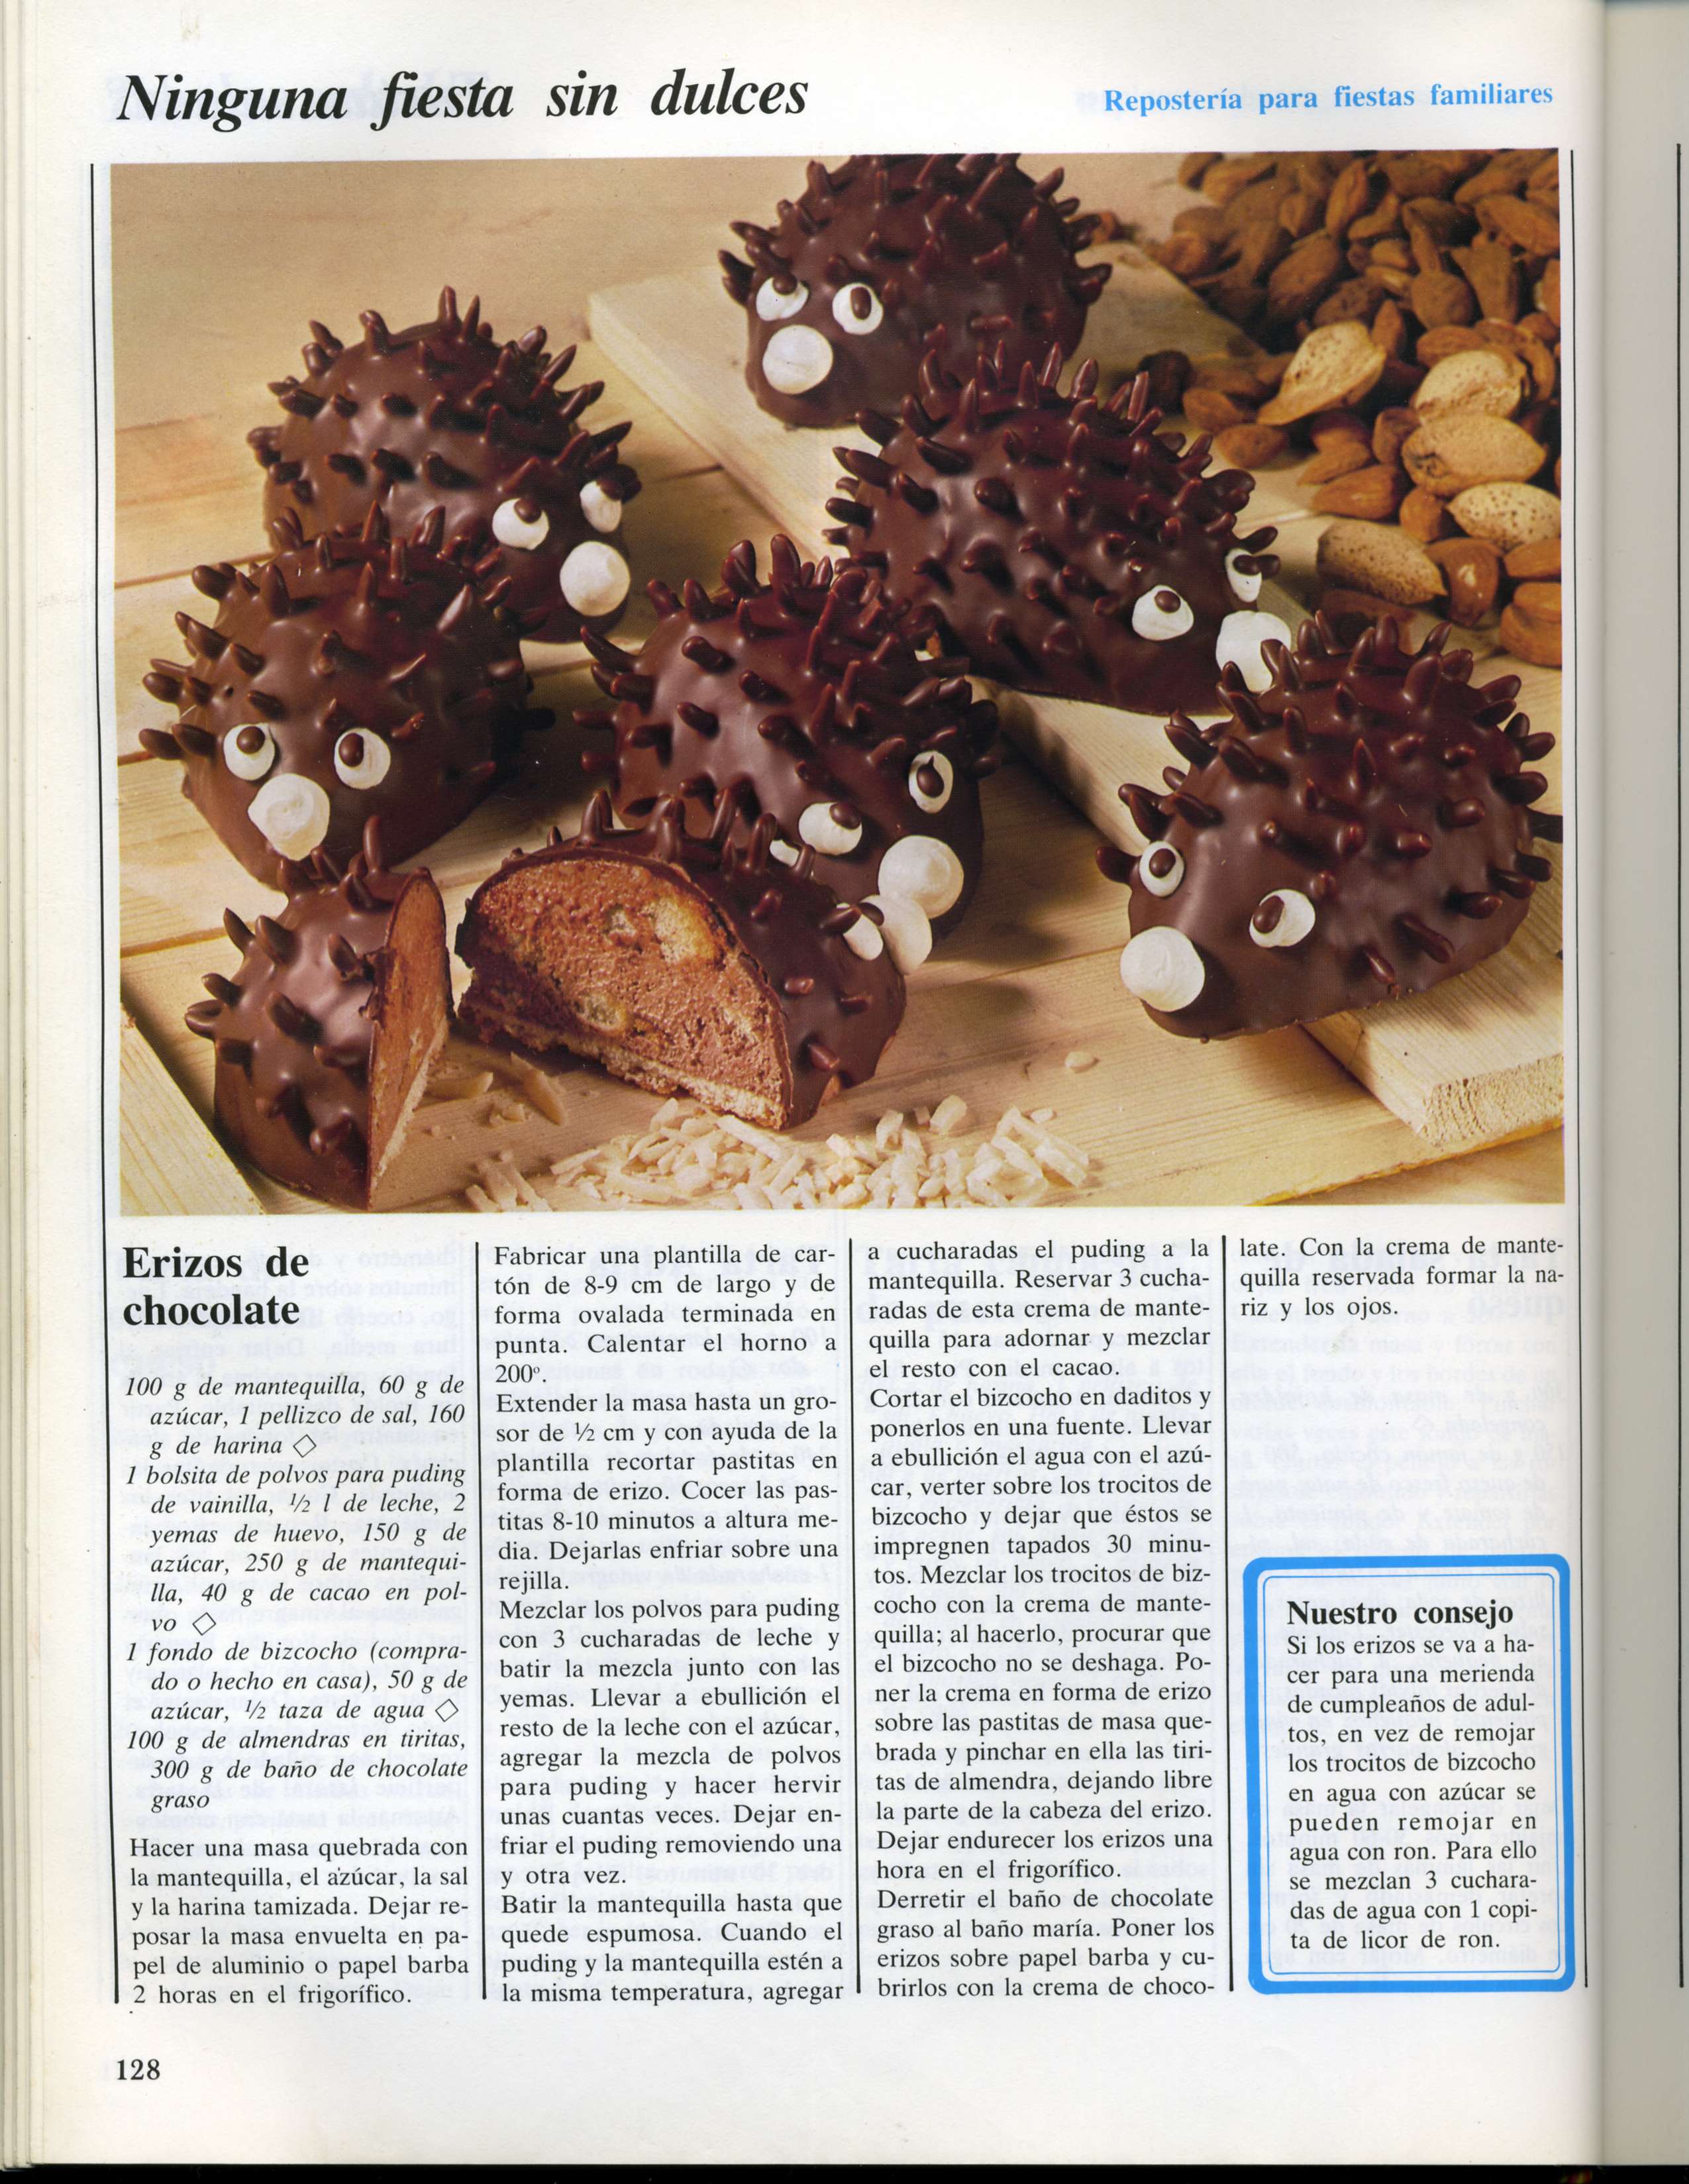 Ninguna fiesta sin dulces
Repostería para fiestas familiares
Erizos de
chocolate
100 g de mantequilla, 60 g de
azúcar, 1 pellizco de sal, 160
g de harina ◇
1 bolsita de polvos para puding
de vainilla, ½ l de leche, 2
yemas de huevo, 150 g de
azúcar, 250 g de mantequi-
lla, 40 g de cacao en pol-
vo ◇
1 fondo de bizcocho (compra-
do o hecho en casa), 50 g de
azúcar, ½ taza de agua ◇
100 g de almendras en tiritas,
300 g de baño de chocolate
graso
Hacer una masa quebrada con
la mantequilla, el azúcar, la sal
y la harina tamizada. Dejar re-
posar la masa envuelta en pa-
pel de aluminio o papel barba
2 horas en el frigorífico.
Fabricar una plantilla de car-
tón de 8-9 cm de largo y de
forma ovalada terminada en
punta. Calentar el horno a
200º.
Extender la masa hasta un gro-
sor de ½ cm y con ayuda de la
plantilla recortar pastitas en
forma de erizo. Cocer las pas-
titas 8-10 minutos a altura me-
dia. Dejarlas enfriar sobre una
rejilla.
Mezclar los polvos para puding
con 3 cucharadas de leche y
batir la mezcla junto con las
yemas. Llevar a ebullición el
resto de la leche con el azúcar,
agregar la mezcla de polvos
para puding y hacer hervir
unas cuantas veces. Dejar en-
friar el puding removiendo una
y otra vez.
Batir la mantequilla hasta que
quede espumosa. Cuando el
puding y la mantequilla estén a
la misma temperatura, agregar
a cucharadas el puding a la
mantequilla. Reservar 3 cucha-
radas de esta crema de mante-
quilla para adornar y mezclar
el resto con el cacao.
Cortar el bizcocho en daditos y
ponerlos en una fuente. Llevar
a ebullición el agua con el azú-
car, verter sobre los trocitos de
bizcocho y dejar que éstos se
impregnen tapados 30 minu-
tos. Mezclar los trocitos de biz-
cocho con la crema de mante-
quilla; al hacerlo, procurar que
el bizcocho no se deshaga. Po-
ner la crema en forma de erizo
sobre las pastitas de masa que-
brada y pinchar en ella las tiri-
tas de almendra, dejando libre
la parte de la cabeza del erizo.
Dejar endurecer los erizos una
hora en el frigorífico.
Derretir el baño de chocolate
graso al baño maría. Poner los
erizos sobre papel barba y cu-
brirlos con la crema de choco-
late. Con la crema de mante-
quilla reservada formar la na-
riz y los ojos.
Nuestro consejo
Si los erizos se va a ha-
cer para una merienda
de cumpleaños de adul-
tos, en vez de remojar
los trocitos de bizcocho
en agua con azúcar se
pueden remojar en
agua con ron. Para ello
se mezclan 3 cuchara-
das de agua con 1 copi-
ta de licor de ron.
128